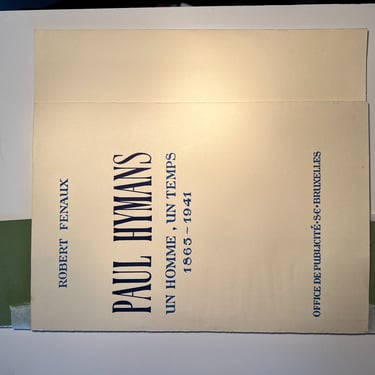 ROBERT FENAUX
PAUL HYMANS
UN HOMME, UN TEMPS
1865-1941
OFFICE DE PUBLICITÉ·S·C·BRUXELLES